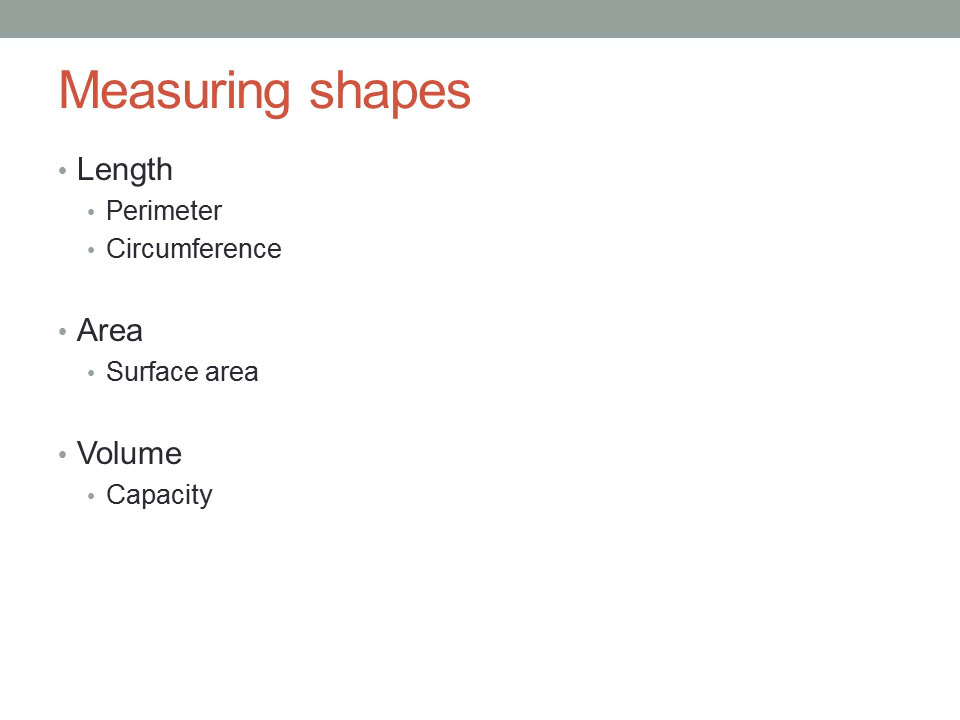 Measuring shapes
• Length
• Perimeter
• Circumference
• Area
• Surface area
• Volume
• Capacity